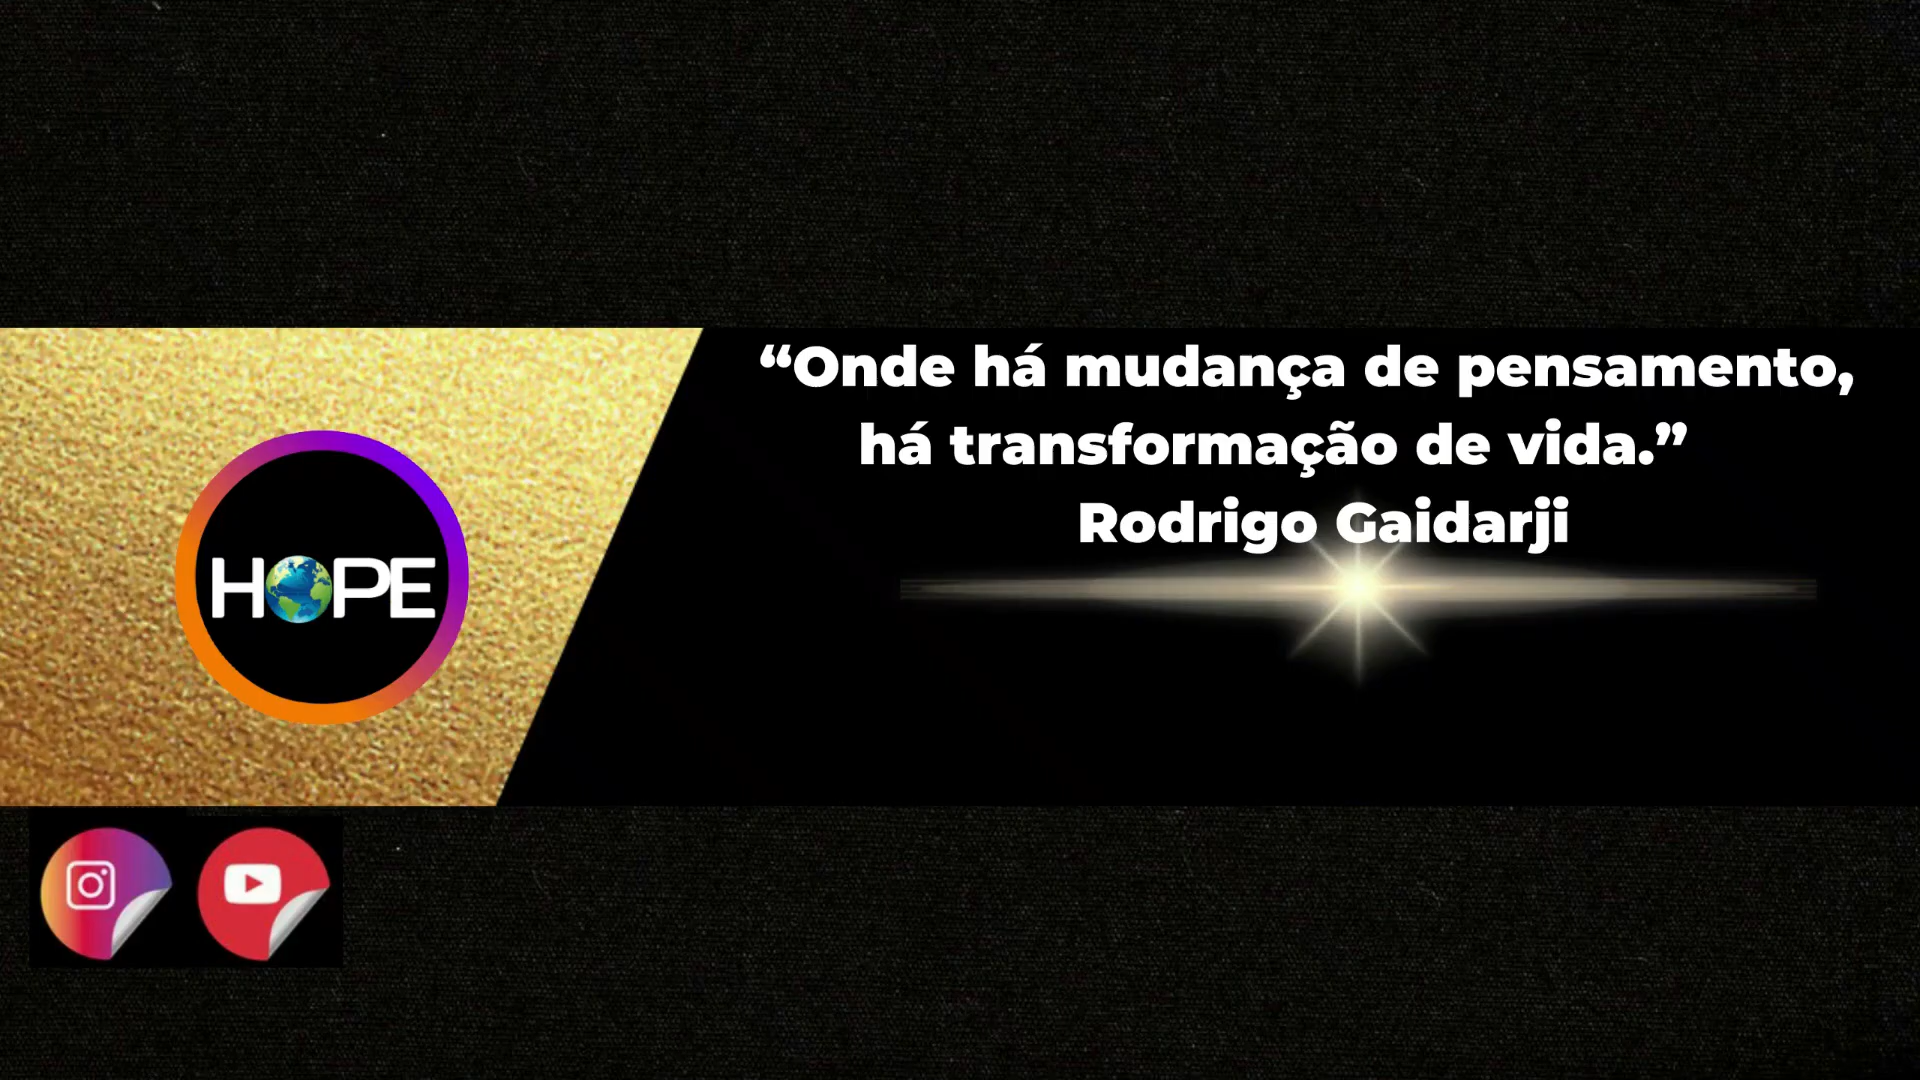 “Onde há mudança de pensamento,
há transformação de vida.”
Rodrigo Gaidarji
HOPE